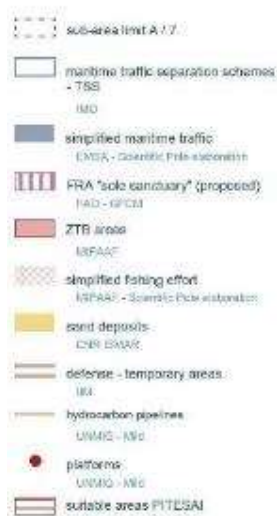 sub-area limit A / 7
maritime traffic separation schemes
- TSS
IMO
simplified maritime traffic
EMSA - Scientific Pole elaboration
FRA "sole sanctuary" (proposed)
FAO - GFCM
ZTB areas
MIPAAF
simplified fishing effort
MIPAAF - Scientific Pole elaboration
sand deposits
CNR ISMAR
defense - temporary areas
IIM
hydrocarbon pipelines
UNMIG - Mite
platforms
UNMIG - Mite
suitable areas PITESAI